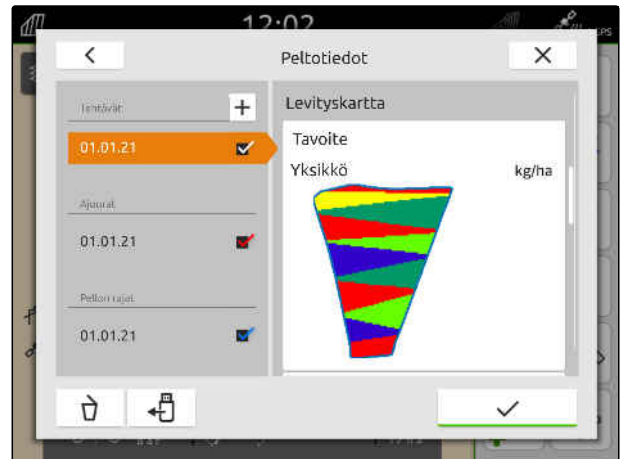 12:02
GPS
Peltotiedot
Tehtävät
01.01.21
Levityskartta
Tavoite
Yksikkö kg/ha
Ajourat
01.01.21
Pellon rajat
01.01.21